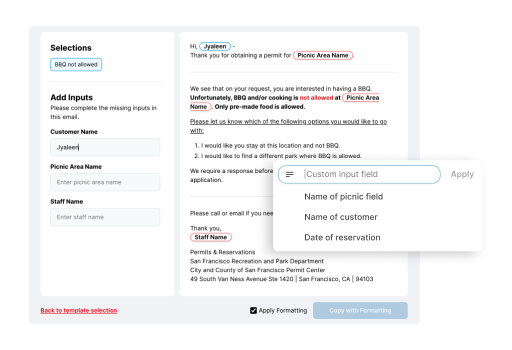 Selections
BBQ not allowed
Add Inputs
Please complete the missing inputs in
this email.
Customer Name
Jyaleen
Picnic Area Name
Enter picnic area name
Staff Name
Enter staff name
Hi, Jyaleen -
Thank you for obtaining a permit for Picnic Area Name.
We see that on your request, you are interested in having a BBQ.
Unfortunately, BBQ and/or cooking is not allowed at Picnic Area
Name. Only pre-made food is allowed.
Please let us know which of the following options you would like to go
with:
1. I would like you stay at this location and not BBQ.
2. I would like to find a different park where BBQ is allowed.
We require a response before
application.
Please call or email if you nee
Thank you,
Staff Name
Permits & Reservations
San Francisco Recreation and Park Department
City and County of San Francisco Permit Center
49 South Van Ness Avenue Ste 1420 | San Francisco, CA | 94103
Custom input field
Apply
Name of picnic field
Name of customer
Date of reservation
Back to template selection
Apply Formatting
Copy with Formatting